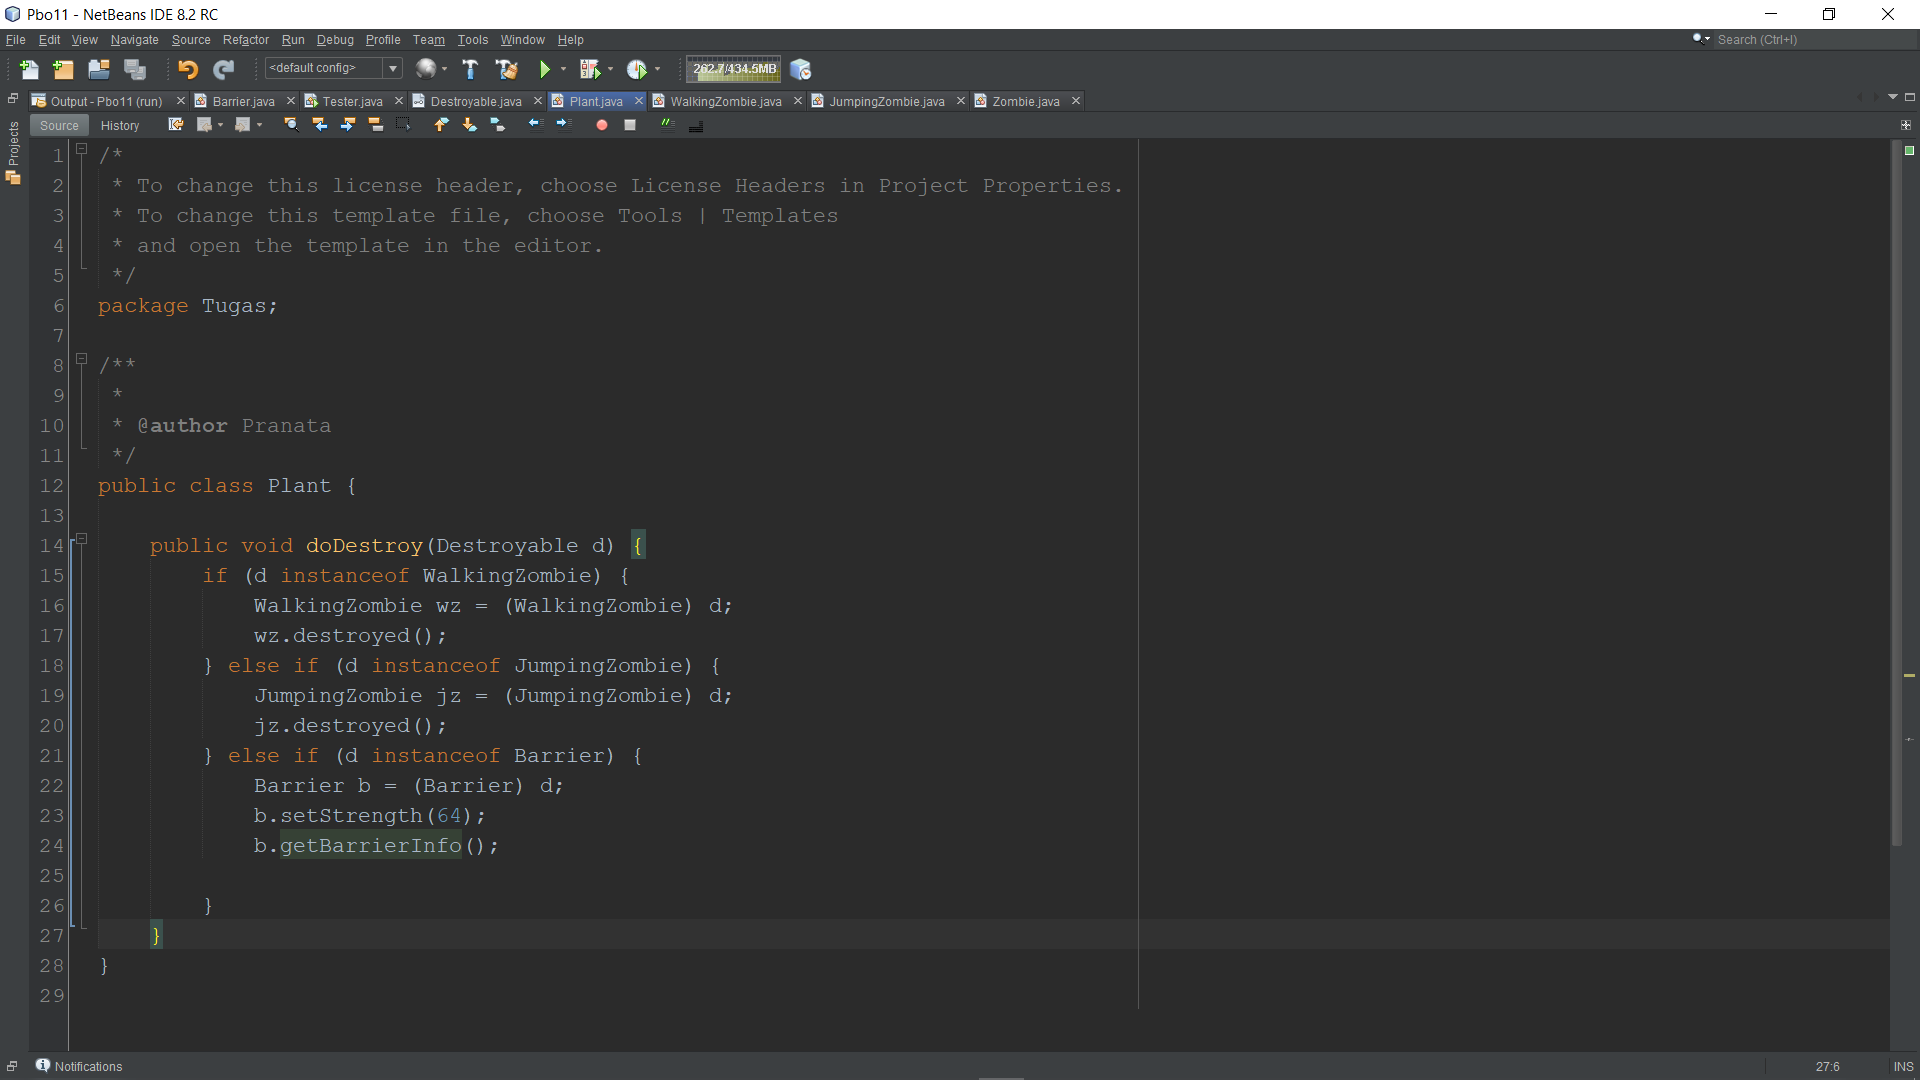 Pbo11 - NetBeans IDE 8.2 RC
File Edit View Navigate Source Refactor Run Debug Profile Team Tools Window Help
Search (Ctrl+I)
<default config>
262.7/434.5MB
Output - Pbo11 (run) Barrier.java Tester.java Destroyable.java Plant.java WalkingZombie.java JumpingZombie.java Zombie.java
Source History
Projects
1 /*
2 * To change this license header, choose License Headers in Project Properties.
3 * To change this template file, choose Tools | Templates
4 * and open the template in the editor.
5 */
6 package Tugas;
7
8 /**
9 *
10 * @author Pranata
11 */
12 public class Plant {
13
14 public void doDestroy(Destroyable d) {
15 if (d instanceof WalkingZombie) {
16 WalkingZombie wz = (WalkingZombie) d;
17 wz.destroyed();
18 } else if (d instanceof JumpingZombie) {
19 JumpingZombie jz = (JumpingZombie) d;
20 jz.destroyed();
21 } else if (d instanceof Barrier) {
22 Barrier b = (Barrier) d;
23 b.setStrength(64);
24 b.getBarrierInfo();
25
26 }
27 }
28 }
29
Notifications
27:6
INS